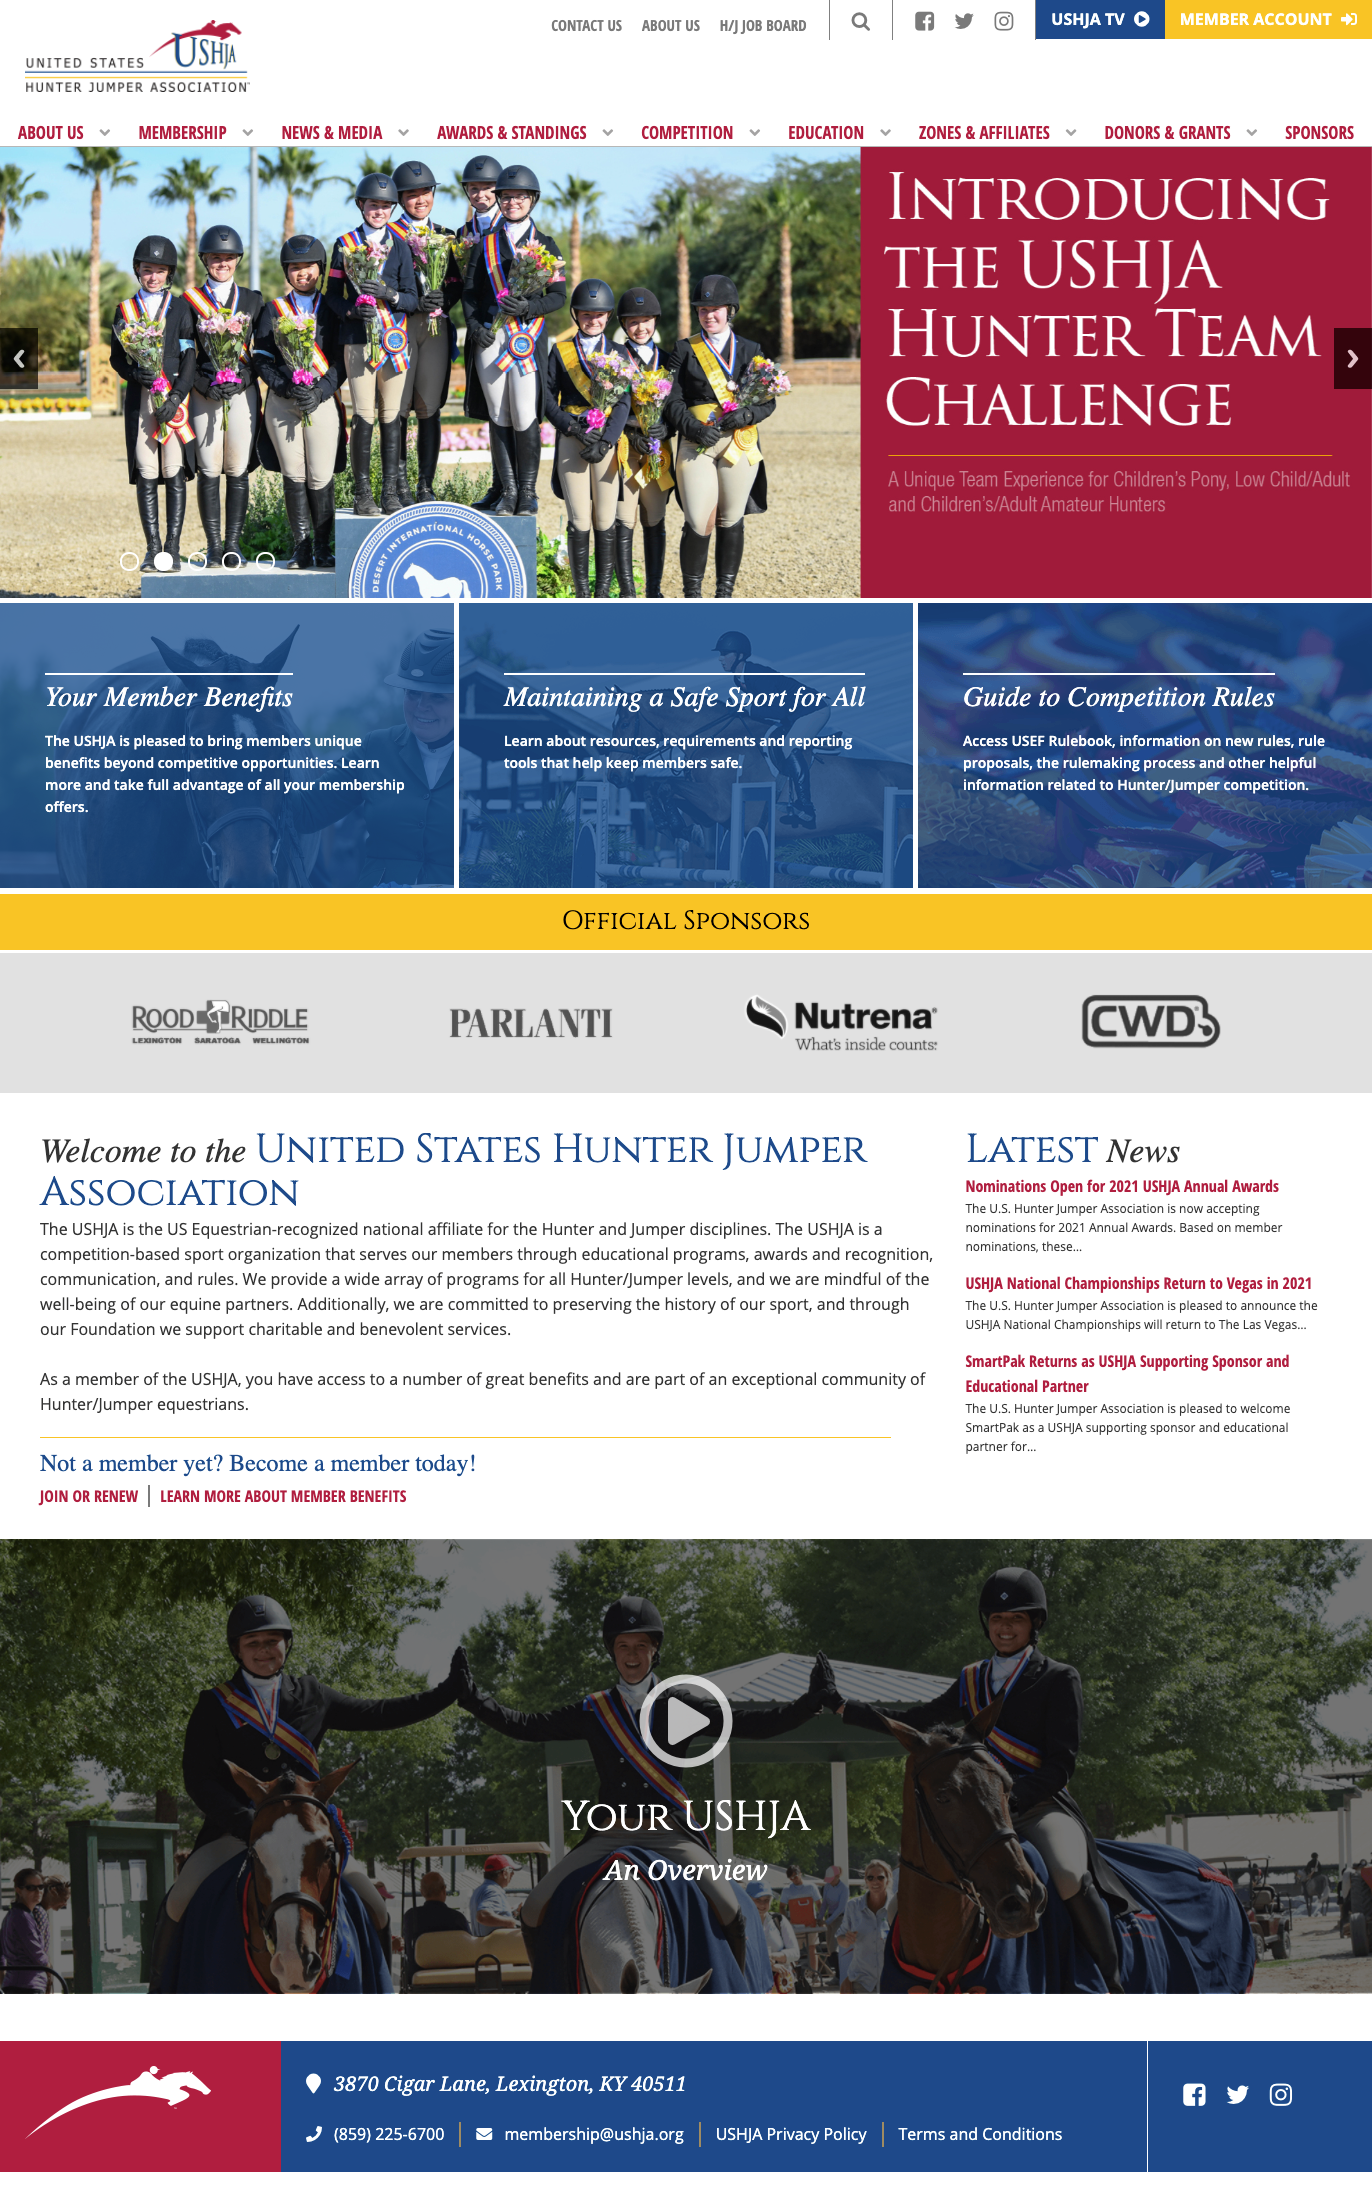 CONTACT US ABOUT US H/J JOB BOARD USHJA TV MEMBER ACCOUNT
USHJA
UNITED STATES
HUNTER JUMPER ASSOCIATION
ABOUT US MEMBERSHIP NEWS & MEDIA AWARDS & STANDINGS COMPETITION EDUCATION ZONES & AFFILIATES DONORS & GRANTS SPONSORS
INTRODUCING
THE USHJA
HUNTER TEAM
CHALLENGE
A Unique Team Experience for Children's Pony, Low Child/Adult
and Children's/Adult Amateur Hunters
DESERT INTERNATIONAL HORSE PARK
Your Member Benefits
The USHJA is pleased to bring members unique
benefits beyond competitive opportunities. Learn
more and take full advantage of all your membership
offers.
Maintaining a Safe Sport for All
Learn about resources, requirements and reporting
tools that help keep members safe.
Guide to Competition Rules
Access USEF Rulebook, information on new rules, rule
proposals, the rulemaking process and other helpful
information related to Hunter/Jumper competition.
OFFICIAL SPONSORS
ROOD RIDDLE
LEXINGTON SARATOGA WELLINGTON
PARLANTI
Nutrena®
What's inside counts.®
CWD®
Welcome to the UNITED STATES HUNTER JUMPER
ASSOCIATION
The USHJA is the US Equestrian-recognized national affiliate for the Hunter and Jumper disciplines. The USHJA is a
competition-based sport organization that serves our members through educational programs, awards and recognition,
communication, and rules. We provide a wide array of programs for all Hunter/Jumper levels, and we are mindful of the
well-being of our equine partners. Additionally, we are committed to preserving the history of our sport, and through
our Foundation we support charitable and benevolent services.
As a member of the USHJA, you have access to a number of great benefits and are part of an exceptional community of
Hunter/Jumper equestrians.
Not a member yet? Become a member today!
JOIN OR RENEW LEARN MORE ABOUT MEMBER BENEFITS
LATEST News
Nominations Open for 2021 USHJA Annual Awards
The U.S. Hunter Jumper Association is now accepting
nominations for 2021 Annual Awards. Based on member
nominations, these...
USHJA National Championships Return to Vegas in 2021
The U.S. Hunter Jumper Association is pleased to announce the
USHJA National Championships will return to The Las Vegas...
SmartPak Returns as USHJA Supporting Sponsor and
Educational Partner
The U.S. Hunter Jumper Association is pleased to welcome
SmartPak as a USHJA supporting sponsor and educational
partner for...
YOUR USHJA
An Overview
3870 Cigar Lane, Lexington, KY 40511
(859) 225-6700 membership@ushja.org USHJA Privacy Policy Terms and Conditions